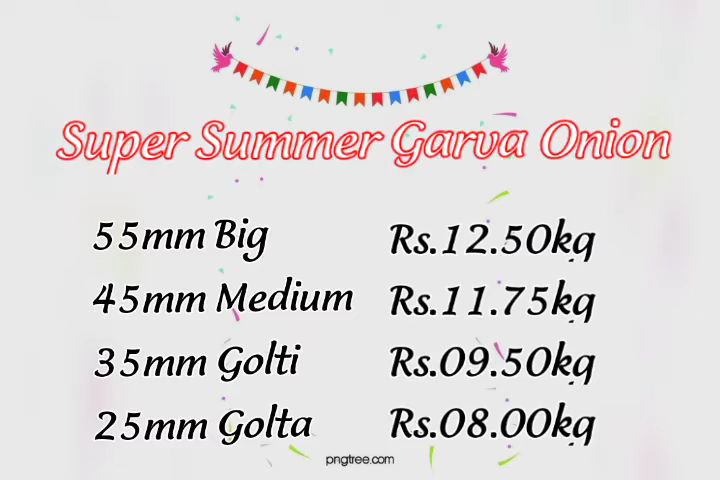 Super Summer Garva Onion
55mm Big Rs.12.50kg
45mm Medium Rs.11.75kg
35mm Golti Rs.09.50kg
25mm Golta Rs.08.00kg
pngtree.com